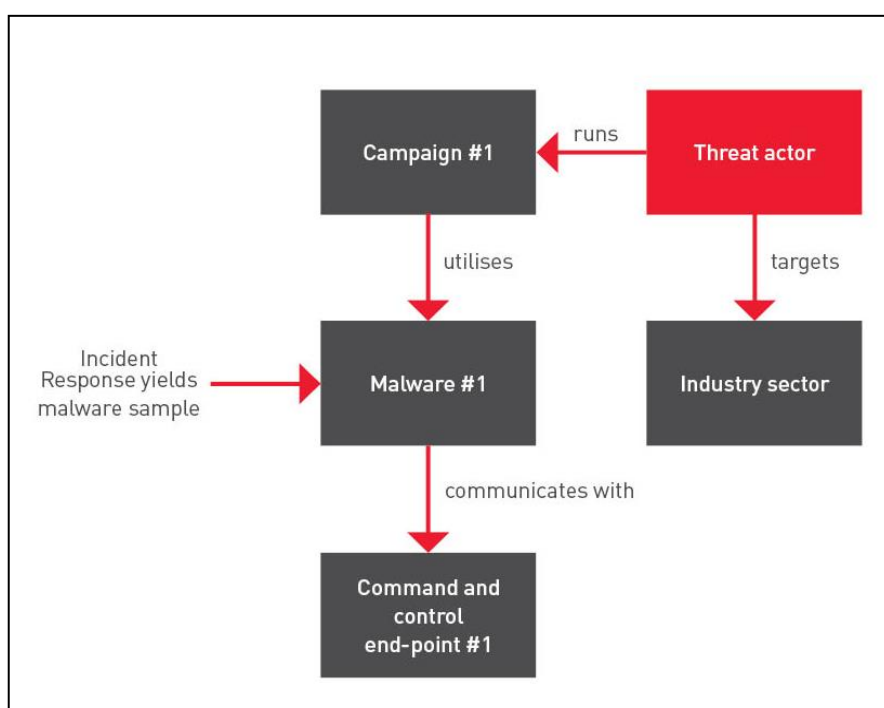 Campaign #1
runs
Threat actor
utilises
targets
Incident
Response yields
malware sample
Malware #1
Industry sector
communicates with
Command and
control
end-point #1